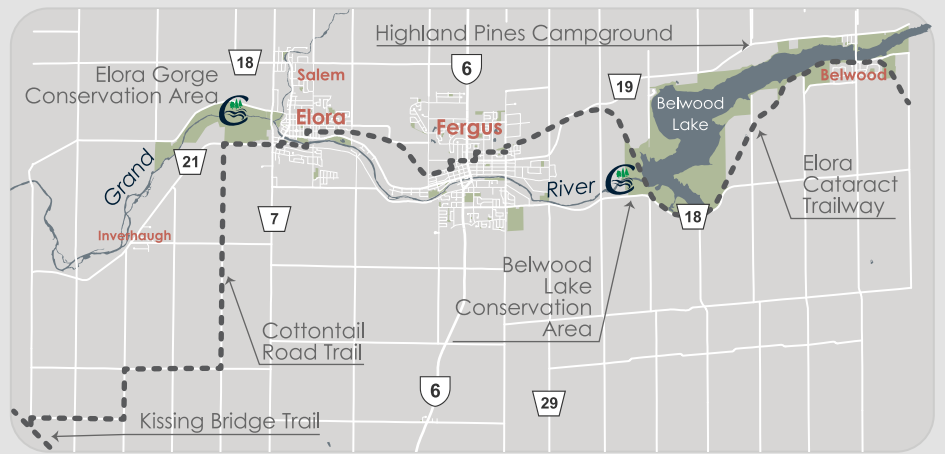 Highland Pines Campground
18
Elora Gorge
Conservation Area
Salem
6
19
Belwood
Elora
Fergus
Belwood
Lake
21
Grand
River
Elora
Cataract
Trailway
7
18
Inverhaugh
Belwood
Lake
Conservation
Area
Cottontail
Road Trail
6
29
Kissing Bridge Trail